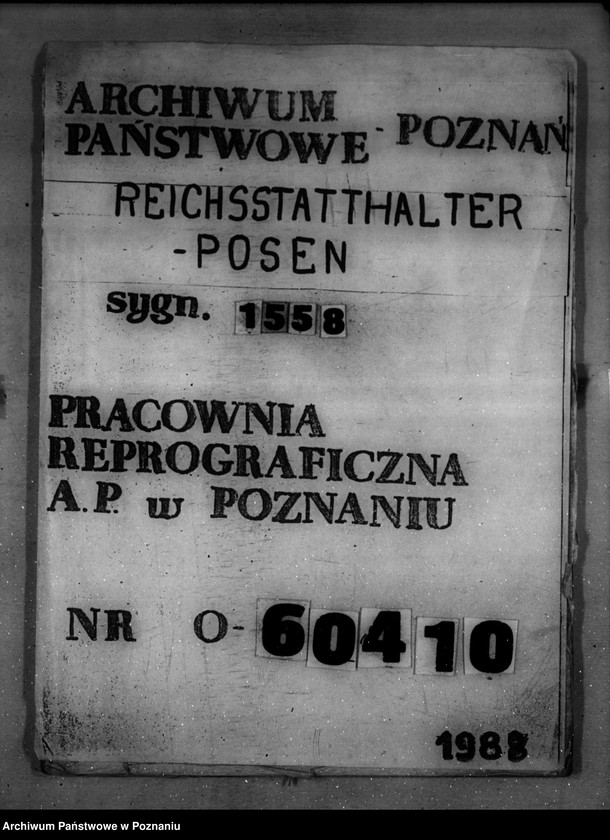 ARCHIWUM
PAŃSTWOWE - POZNAŃ
REICHSSTATTHALTER
-POSEN
sygn. 1558
PRACOWNIA
REPROGRAFICZNA
A.P. w POZNANIU
NR O-60410
1988
Archiwum Państwowe w Poznaniu